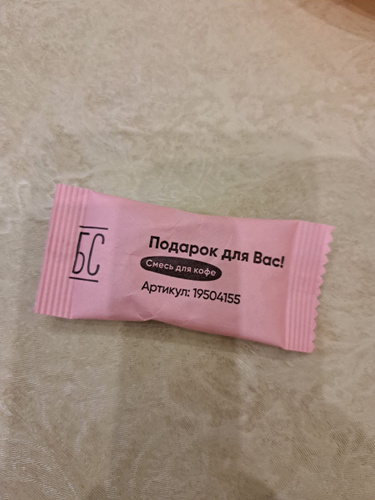 БС
Подарок для Вас!
Смесь для кофе
Артикул: 19504155